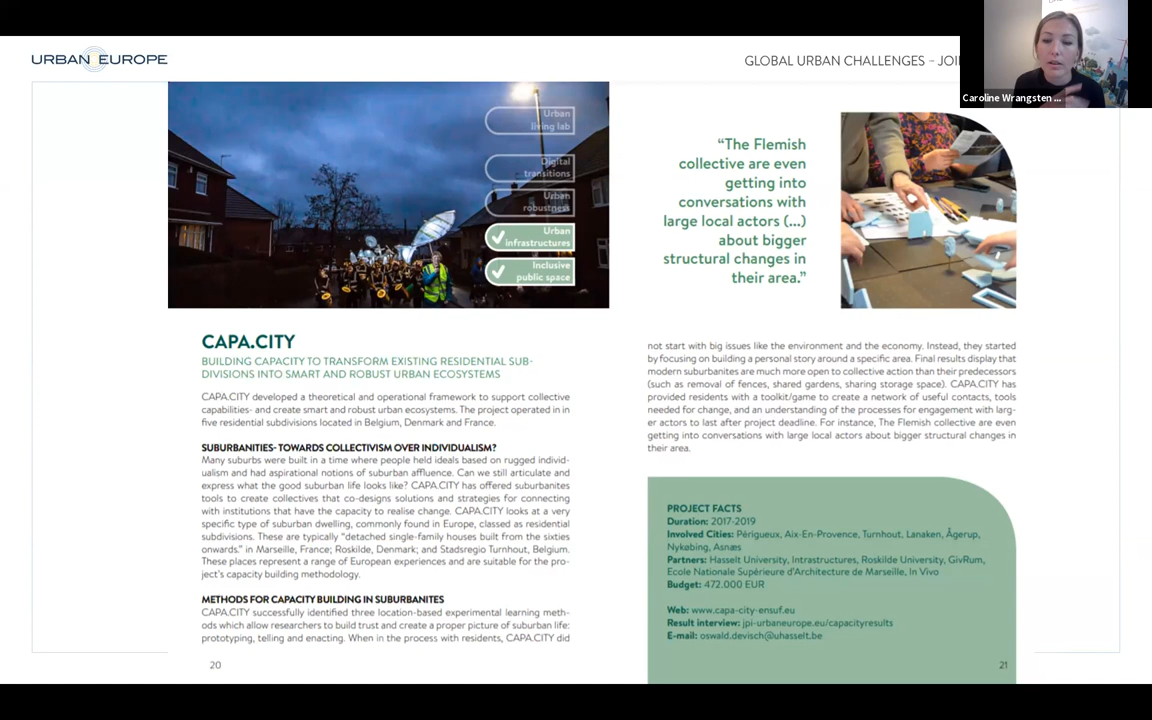 URBAN EUROPE
GLOBAL URBAN CHALLENGES – JOI
Caroline Wrangsten ...
Urban
living lab
Digital
transitions
Urban
robustness
Urban
infrastructures
Inclusive
public space
“The Flemish
collective are even
getting into
conversations with
large local actors (...)
about bigger
structural changes in
their area.”
CAPA.CITY
BUILDING CAPACITY TO TRANSFORM EXISTING RESIDENTIAL SUB-
DIVISIONS INTO SMART AND ROBUST URBAN ECOSYSTEMS
CAPA.CITY developed a theoretical and operational framework to support collective
capabilities- and create smart and robust urban ecosystems. The project operated in in
five residential subdivisions located in Belgium, Denmark and France.
SUBURBANITIES- TOWARDS COLLECTIVISM OVER INDIVIDUALISM?
Many suburbs were built in a time where people held ideals based on rugged individ-
ualism and had aspirational notions of suburban affluence. Can we still articulate and
express what the good suburban life looks like? CAPA.CITY has offered suburbanites
tools to create collectives that co-designs solutions and strategies for connecting
with institutions that have the capacity to realise change. CAPA.CITY looks at a very
specific type of suburban dwelling, commonly found in Europe, classed as residential
subdivisions. These are typically “detached single-family houses built from the sixties
onwards.” in Marseille, France; Roskilde, Denmark; and Stadsregio Turnhout, Belgium.
These places represent a range of European experiences and are suitable for the pro-
ject’s capacity building methodology.
METHODS FOR CAPACITY BUILDING IN SUBURBANITES
CAPA.CITY successfully identified three location-based experimental learning meth-
ods which allow researchers to build trust and create a proper picture of suburban life:
prototyping, telling and enacting. When in the process with residents, CAPA.CITY did
20
not start with big issues like the environment and the economy. Instead, they started
by focusing on building a personal story around a specific area. Final results display that
modern suburbanites are much more open to collective action than their predecessors
(such as removal of fences, shared gardens, sharing storage space). CAPA.CITY has
provided residents with a toolkit/game to create a network of useful contacts, tools
needed for change, and an understanding of the processes for engagement with larg-
er actors to last after project deadline. For instance, The Flemish collective are even
getting into conversations with large local actors about bigger structural changes in
their area.
PROJECT FACTS
Duration: 2017-2019
Involved Cities: Périgueux, Aix-En-Provence, Turnhout, Lanaken, Ågerup,
Nykøbing, Asnæs
Partners: Hasselt University, Intrastructures, Roskilde University, GivRum,
Ecole Nationale Supérieure d’Architecture de Marseille, In Vivo
Budget: 472.000 EUR
Web: www.capa-city-ensuf.eu
Result interview: jpi-urbaneurope.eu/capacityresults
E-mail: oswald.devisch@uhasselt.be
21